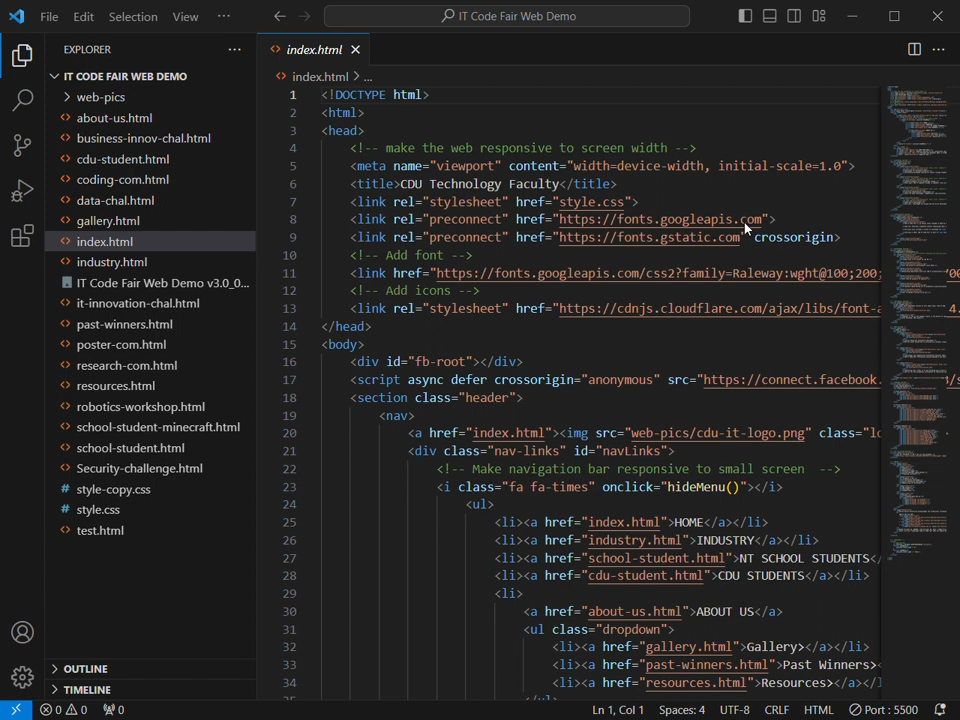 File Edit Selection View ···
IT Code Fair Web Demo
EXPLORER
IT CODE FAIR WEB DEMO
web-pics
about-us.html
business-innov-chal.html
cdu-student.html
coding-com.html
data-chal.html
gallery.html
index.html
industry.html
IT Code Fair Web Demo v3.0_0...
it-innovation-chal.html
past-winners.html
poster-com.html
research-com.html
resources.html
robotics-workshop.html
school-student-minecraft.html
school-student.html
Security-challenge.html
# style-copy.css
# style.css
test.html
OUTLINE
TIMELINE
index.html
index.html > ...
1 <!DOCTYPE html>
2 <html>
3 <head>
4 <!-- make the web responsive to screen width -->
5 <meta name="viewport" content="width=device-width, initial-scale=1.0">
6 <title>CDU Technology Faculty</title>
7 <link rel="stylesheet" href="style.css">
8 <link rel="preconnect" href="https://fonts.googleapis.com">
9 <link rel="preconnect" href="https://fonts.gstatic.com" crossorigin>
10 <!-- Add font -->
11 <link href="https://fonts.googleapis.com/css2?family=Raleway:wght@100;200;
12 <!-- Add icons -->
13 <link rel="stylesheet" href="https://cdnjs.cloudflare.com/ajax/libs/font-a
14 </head>
15 <body>
16 <div id="fb-root"></div>
17 <script async defer crossorigin="anonymous" src="https://connect.facebook.
18 <section class="header">
19 <nav>
20 <a href="index.html"><img src="web-pics/cdu-it-logo.png" class="lo
21 <div class="nav-links" id="navLinks">
22 <!-- Make navigation bar responsive to small screen -->
23 <i class="fa fa-times" onclick="hideMenu()"></i>
24 <ul>
25 <li><a href="index.html">HOME</a></li>
26 <li><a href="industry.html">INDUSTRY</a></li>
27 <li><a href="school-student.html">NT SCHOOL STUDENTS</
28 <li><a href="cdu-student.html">CDU STUDENTS</a></li>
29 <li>
30 <a href="about-us.html">ABOUT US</a>
31 <ul class="dropdown">
32 <li><a href="gallery.html">Gallery></a></li>
33 <li><a href="past-winners.html">Past Winners><
34 <li><a href="resources.html">Resources></a></l
0 0 0
Ln 1, Col 1 Spaces: 4 UTF-8 CRLF HTML Port : 5500